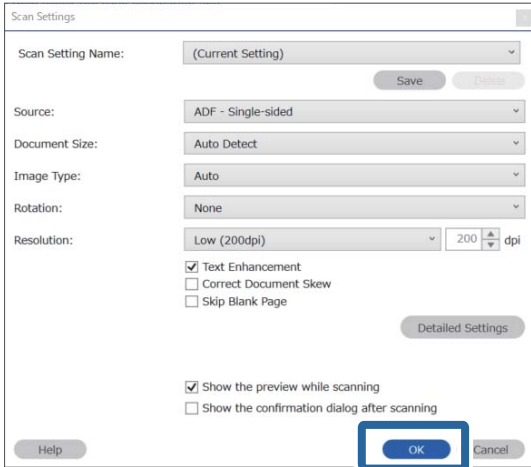 Scan Settings
Scan Setting Name: (Current Setting)
Save Delete
Source: ADF - Single-sided
Document Size: Auto Detect
Image Type: Auto
Rotation: None
Resolution: Low (200dpi) 200 dpi
Text Enhancement
Correct Document Skew
Skip Blank Page
Detailed Settings
Show the preview while scanning
Show the confirmation dialog after scanning
Help OK Cancel